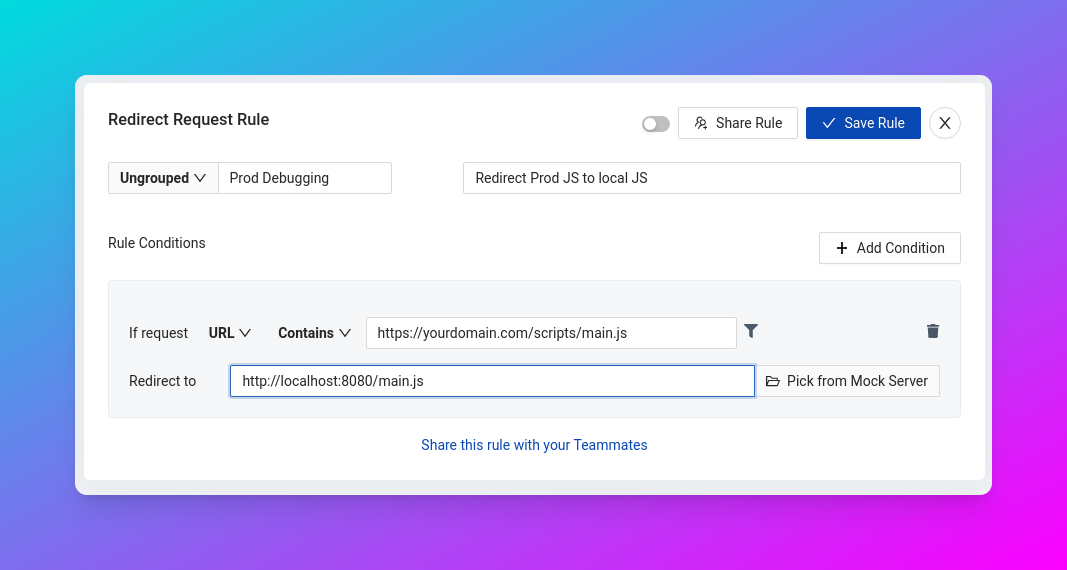 Redirect Request Rule
Share Rule
Save Rule
Ungrouped
Prod Debugging
Redirect Prod JS to local JS
Rule Conditions
Add Condition
If request
URL
Contains
https://yourdomain.com/scripts/main.js
Redirect to
http://localhost:8080/main.js
Pick from Mock Server
Share this rule with your Teammates